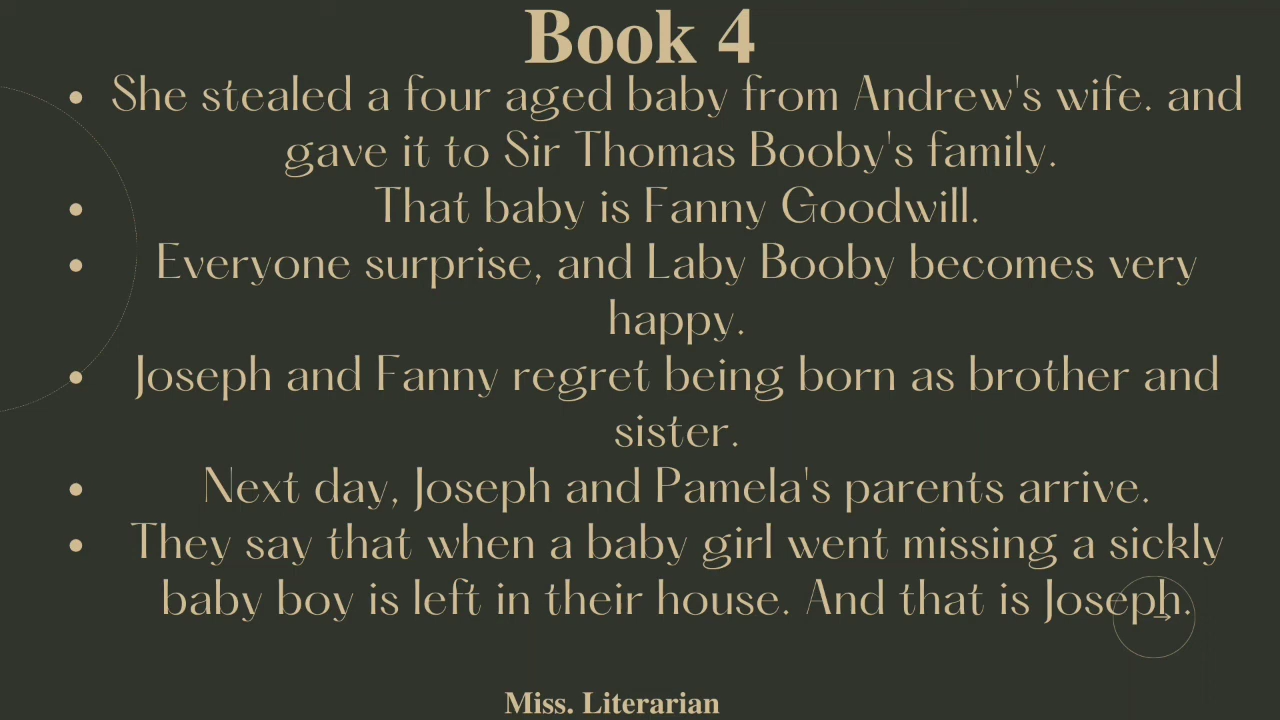 Book 4
• She stealed a four aged baby from Andrew's wife. and
gave it to Sir Thomas Booby's family.
• That baby is Fanny Goodwill.
• Everyone surprise, and Laby Booby becomes very
happy.
• Joseph and Fanny regret being born as brother and
sister.
• Next day, Joseph and Pamela's parents arrive.
• They say that when a baby girl went missing a sickly
baby boy is left in their house. And that is Joseph.
Miss. Literarian